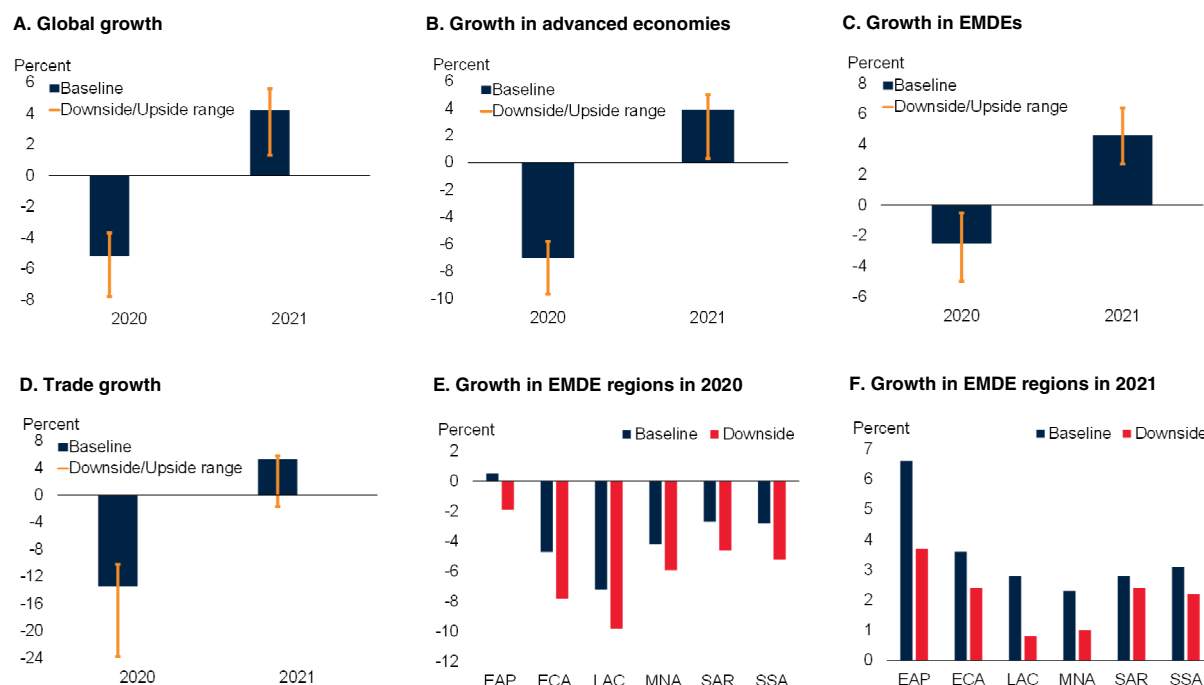 A. Global growth
Percent
6
4
2
0
-2
-4
-6
-8
Baseline
Downside/Upside range
2020
2021
B. Growth in advanced economies
Percent
6
4
2
0
-2
-4
-6
-8
-10
Baseline
Downside/Upside range
2020
2021
C. Growth in EMDEs
Percent
8
6
4
2
0
-2
-4
-6
Baseline
Downside/Upside range
2020
2021
D. Trade growth
Percent
8
4
0
-4
-8
-12
-16
-20
-24
Baseline
Downside/Upside range
2020
2021
E. Growth in EMDE regions in 2020
Percent
2
0
-2
-4
-6
-8
-10
-12
Baseline
Downside
EAP
ECA
LAC
MNA
SAR
SSA
F. Growth in EMDE regions in 2021
Percent
7
6
5
4
3
2
1
0
Baseline
Downside
EAP
ECA
LAC
MNA
SAR
SSA